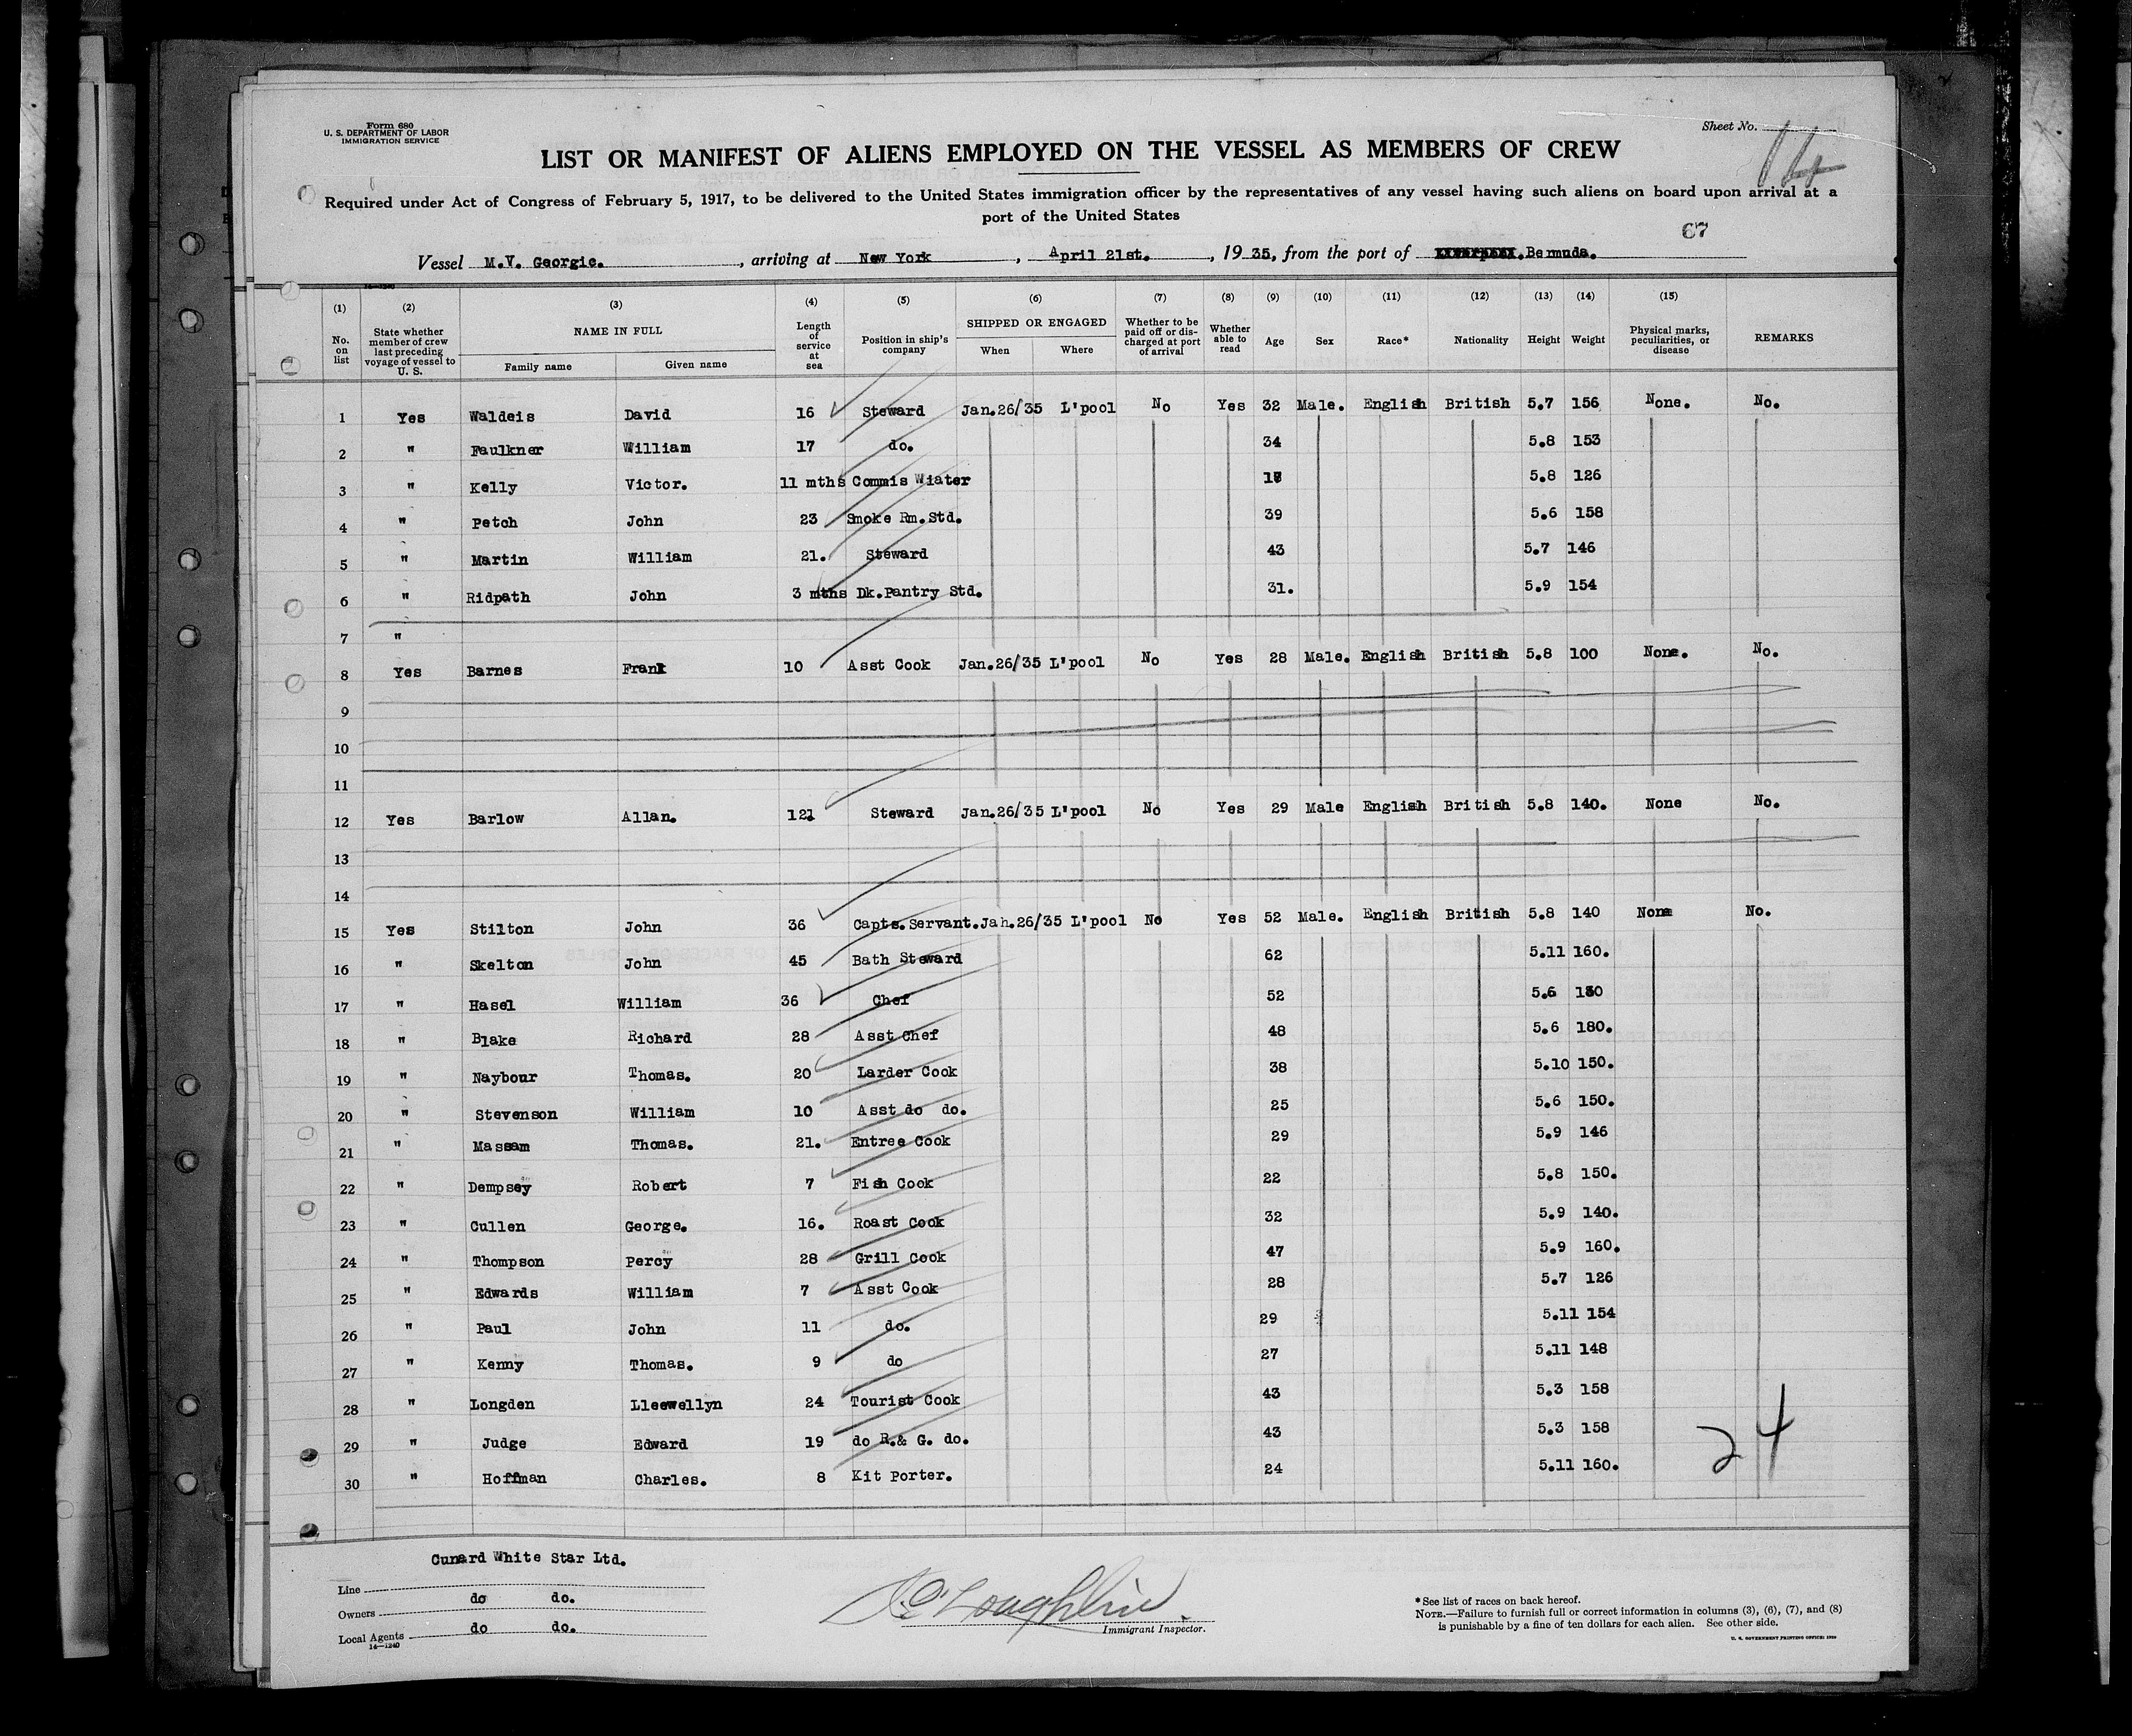 Form 680
U. S. DEPARTMENT OF LABOR
IMMIGRATION SERVICE
Sheet No.
14
LIST OR MANIFEST OF ALIENS EMPLOYED ON THE VESSEL AS MEMBERS OF CREW
Required under Act of Congress of February 5, 1917, to be delivered to the United States immigration officer by the representatives of any vessel having such aliens on board upon arrival at a
port of the United States
67
Vessel M.V. Georgic. , arriving at New York , April 21st. , 19 35, from the port of Bermuda.
(1) (2) (3) (4) (5) (6) (7) (8) (9) (10) (11) (12) (13) (14) (15)
No. on list State whether member of crew last preceding voyage of vessel to U. S. NAME IN FULL Family name Given name Length of service at sea Position in ship's company SHIPPED OR ENGAGED When Where Whether to be paid off or discharged at port of arrival Whether able to read Age Sex Race* Nationality Height Weight Physical marks, peculiarities, or disease REMARKS
1 Yes Waldeis David 16 Steward Jan.26/35 L'pool No Yes 32 Male. English British 5.7 156 None. No.
2 " Faulkner William 17 do. 34 5.8 153
3 " Kelly Victor. 11 mths Commis Wiater 5.8 126
4 " Petch John 23 Smoke Rm.Std. 39 5.6 158
5 " Martin William 21. Steward 43 5.7 146
6 " Ridpath John 3 mths Dk.Pantry Std. 31. 5.9 154
7 "
8 Yes Barnes Frank 10 Asst Cook Jan.26/35 L'pool No Yes 28 Male. English British 5.8 100 None. No.
9
10
11
12 Yes Barlow Allan. Steward Jan.26/35 L'pool No Yes 29 Male English British 5.8 140. None No.
13
14
15 Yes Stilton John 36 Capts.Servant.Jah.26/35 L'pool No Yes 52 Male. English British 5.8 140 None No.
16 " Skelton John 45 Bath Steward 62 5.11 160.
17 " Hasel William 36 Chef 52 5.6
18 " Blake Richard 28 Asst Chef 48 5.6 180.
19 " Naybour Thomas. 20 Larder Cook 38 5.10 150.
20 " Stevenson William 10 Asst do do. 25 5.6 150.
21 " Massam Thomas. 21. Entree Cook 29 5.9 146
22 " Dempsey Robert 7 Fish Cook 22 5.8 150.
23 " Cullen George. 16. Roast Cook 32 5.9 140.
24 " Thompson Percy 28 Grill Cook 47 5.9 160.
25 " Edwards William 7 Asst Cook 28 5.7 126
26 " Paul John 11 do. 29 5.11 154
27 " Kenny Thomas. 9 do 27 5.11 148
28 " Longden Lleewellyn 24 Tourist Cook 43 5.3 158
29 " Judge Edward 19 do R.& G. do. 43 5.3 158
30 " Hoffman Charles. 8 Kit Porter. 24 5.11 160.
24
Cunard White Star Ltd.
Line
Owners do do.
Local Agents do do.
14—1240
Immigrant Inspector.
*See list of races on back hereof.
NOTE.—Failure to furnish full or correct information in columns (3), (6), (7), and (8)
is punishable by a fine of ten dollars for each alien. See other side.